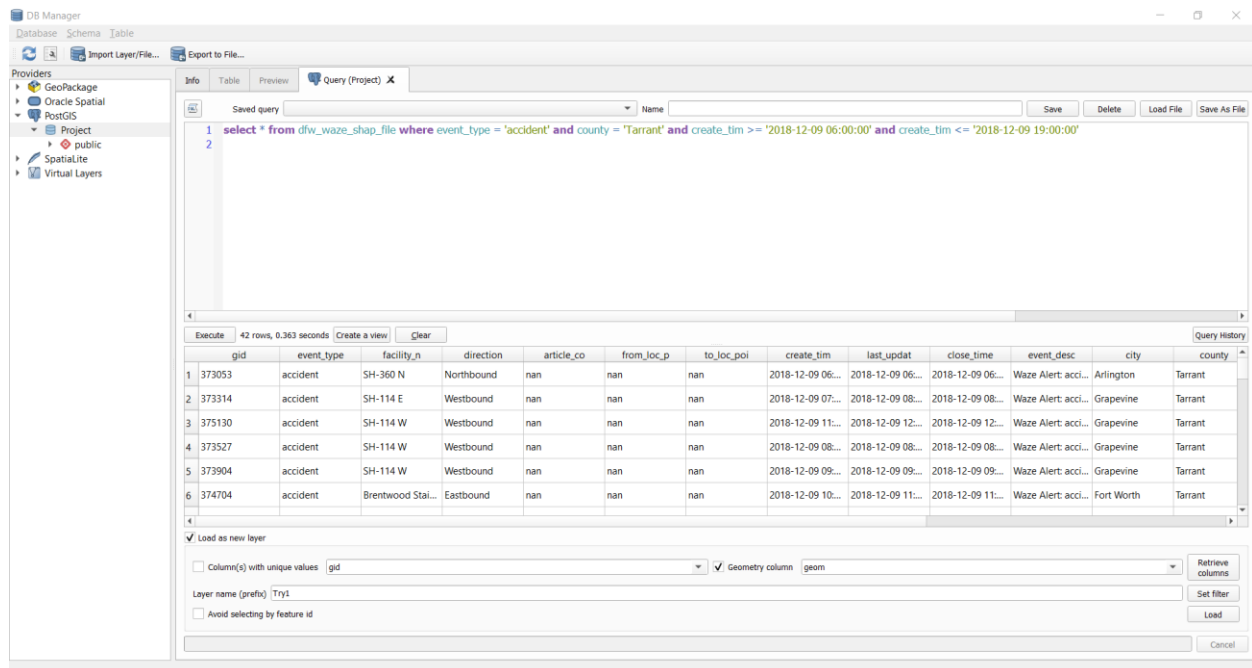 DB Manager
Database Schema Table
Import Layer/File... Export to File...
Providers
GeoPackage
Oracle Spatial
PostGIS
Project
public
SpatiaLite
Virtual Layers
Info Table Preview Query (Project) X
Saved query Name Save Delete Load File Save As File
1 select * from dfw_waze_shap_file where event_type = 'accident' and county = 'Tarrant' and create_tim >= '2018-12-09 06:00:00' and create_tim <= '2018-12-09 19:00:00'
2
Execute 42 rows, 0.363 seconds Create a view Clear Query History
gid event_type facility_n direction article_co from_loc_p to_loc_poi create_tim last_updat close_time event_desc city county
1 373053 accident SH-360 N Northbound nan nan nan 2018-12-09 06:... 2018-12-09 06:... 2018-12-09 06:... Waze Alert: acci... Arlington Tarrant
2 373314 accident SH-114 E Westbound nan nan nan 2018-12-09 07:... 2018-12-09 08:... 2018-12-09 08:... Waze Alert: acci... Grapevine Tarrant
3 375130 accident SH-114 W Westbound nan nan nan 2018-12-09 11:... 2018-12-09 12:... 2018-12-09 12:... Waze Alert: acci... Grapevine Tarrant
4 373527 accident SH-114 W Westbound nan nan nan 2018-12-09 08:... 2018-12-09 08:... 2018-12-09 08:... Waze Alert: acci... Grapevine Tarrant
5 373904 accident SH-114 W Westbound nan nan nan 2018-12-09 09:... 2018-12-09 09:... 2018-12-09 09:... Waze Alert: acci... Grapevine Tarrant
6 374704 accident Brentwood Stai... Eastbound nan nan nan 2018-12-09 10:... 2018-12-09 11:... 2018-12-09 11:... Waze Alert: acci... Fort Worth Tarrant
Load as new layer
Column(s) with unique values gid Geometry column geom Retrieve columns
Layer name (prefix) Try1 Set filter
Avoid selecting by feature id Load
Cancel